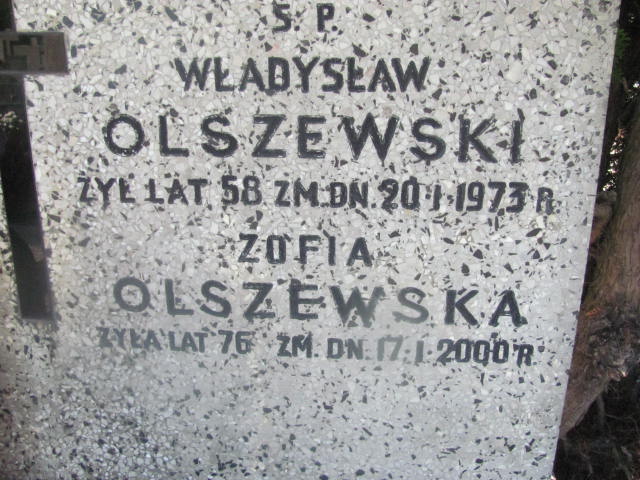 Ś P
WŁADYSŁAW
OLSZEWSKI
ŻYŁ LAT 58 ZM. DN. 20·I·1973 R
ZOFIA
OLSZEWSKA
ŻYŁA LAT 76 ZM. DN. 17·I·2000 R